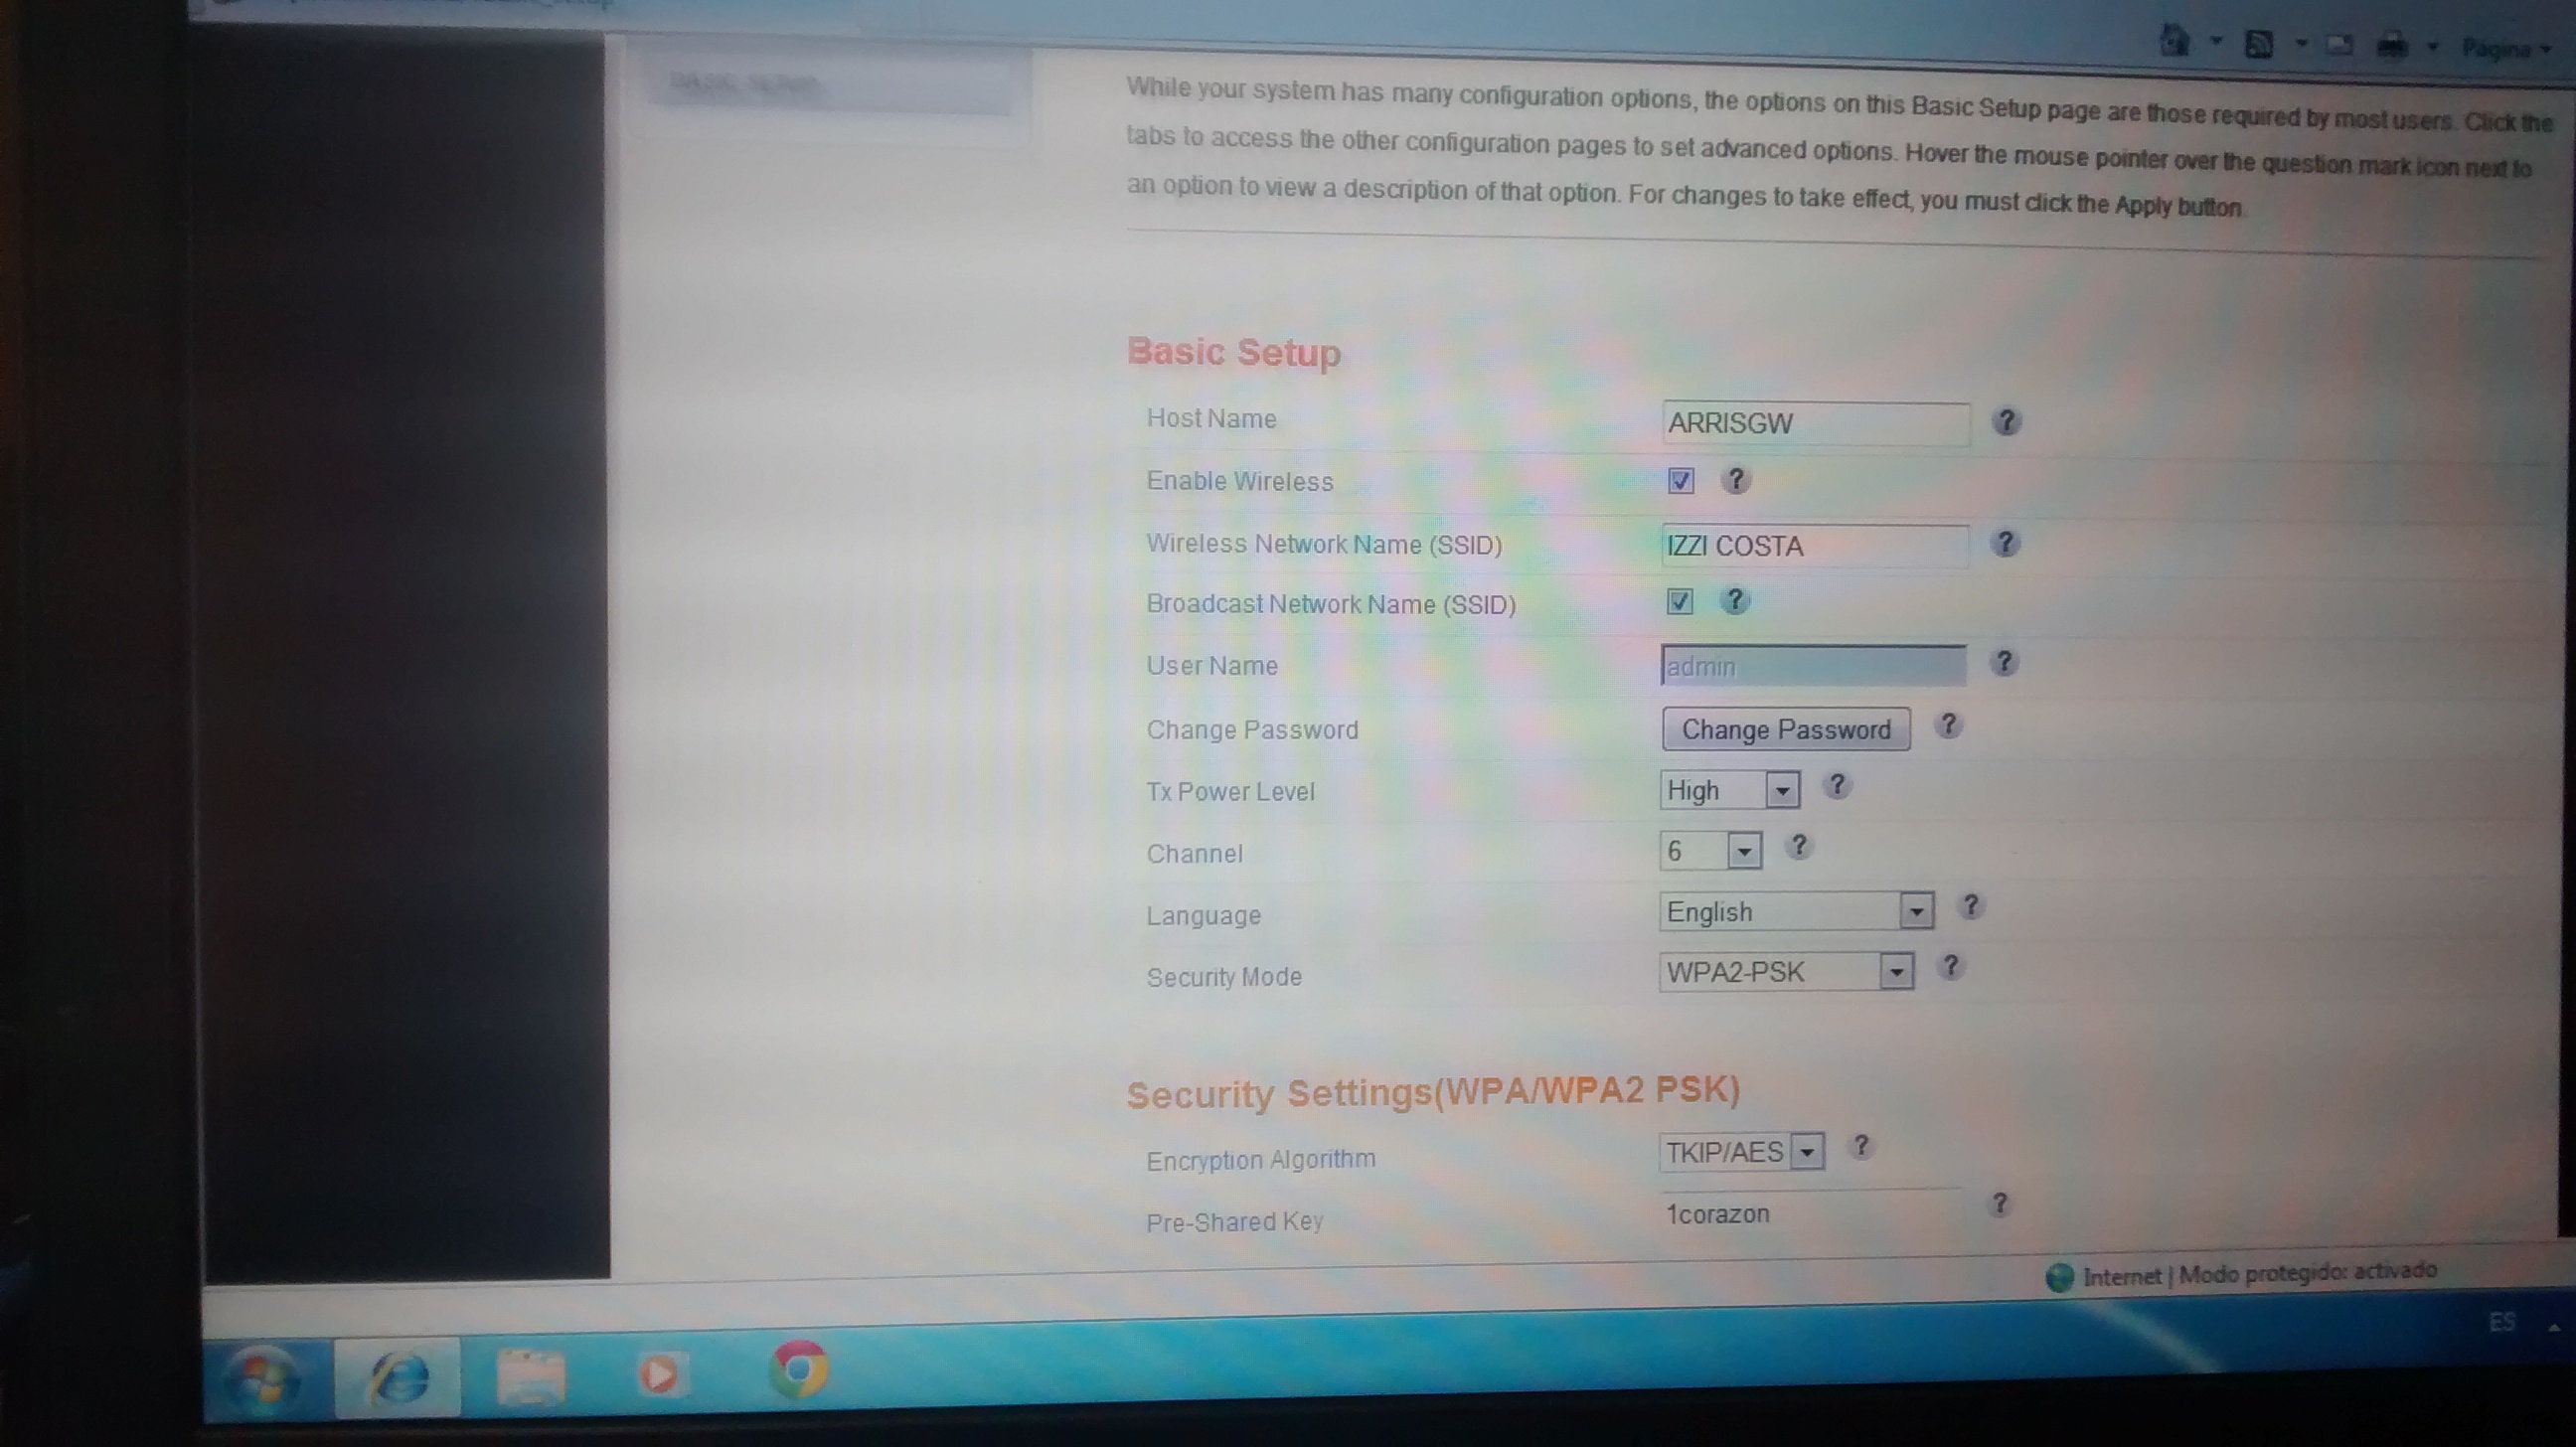 Página
BASIC SETUP
While your system has many configuration options, the options on this Basic Setup page are those required by most users. Click the
tabs to access the other configuration pages to set advanced options. Hover the mouse pointer over the question mark icon next to
an option to view a description of that option. For changes to take effect, you must click the Apply button.
Basic Setup
Host Name ARRISGW ?
Enable Wireless ?
Wireless Network Name (SSID) IZZI COSTA ?
Broadcast Network Name (SSID) ?
User Name admin ?
Change Password Change Password ?
Tx Power Level High ?
Channel 6 ?
Language English ?
Security Mode WPA2-PSK ?
Security Settings(WPA/WPA2 PSK)
Encryption Algorithm TKIP/AES ?
Pre-Shared Key 1corazon ?
Internet | Modo protegido: activado
ES